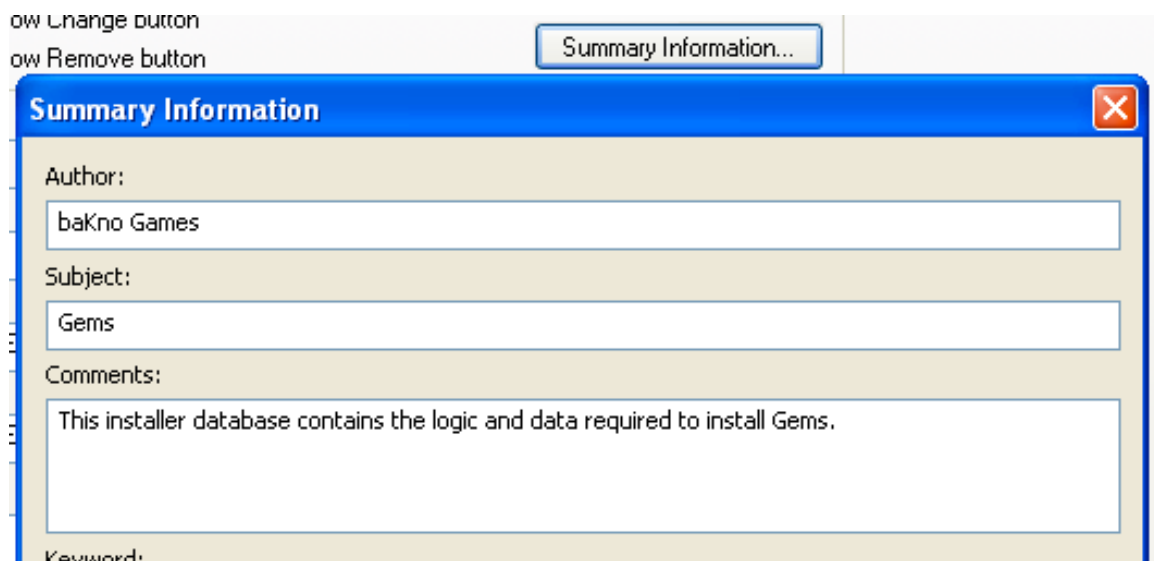 ow Change button
ow Remove button
Summary Information...
Summary Information
Author:
baKno Games
Subject:
Gems
Comments:
This installer database contains the logic and data required to install Gems.
Keyword: